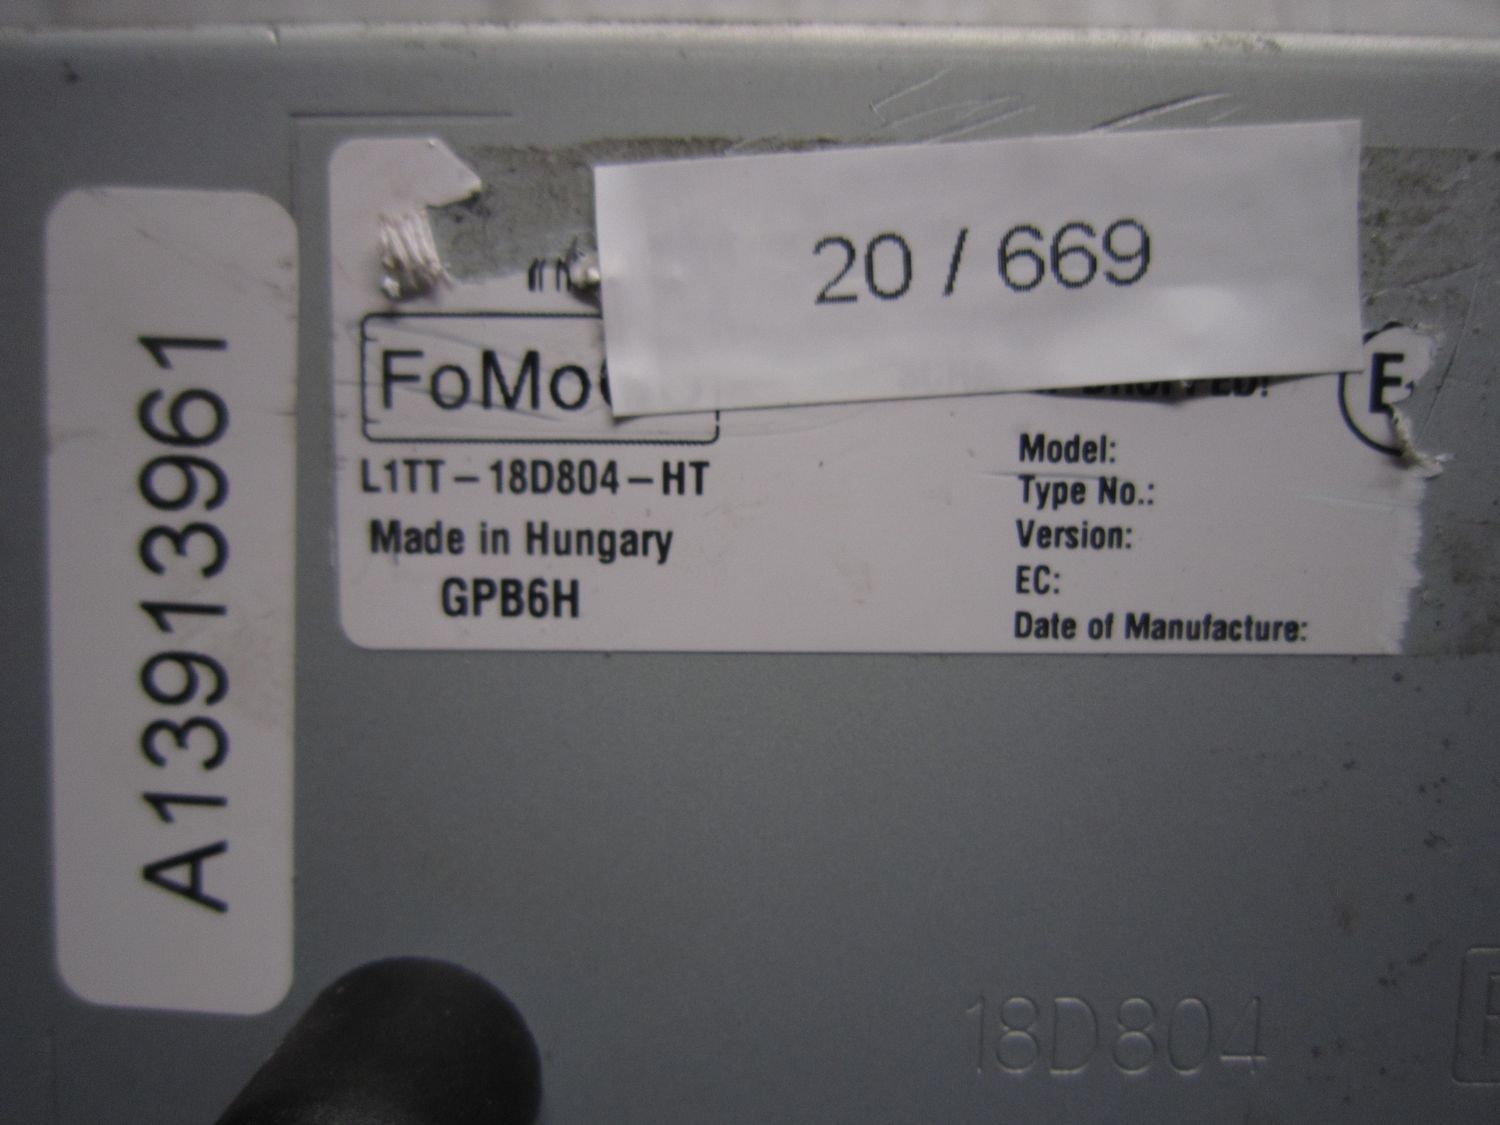 A13913961
20 / 669
FoMo
L1TT-18D804-HT
Made in Hungary
GPB6H
Model:
Type No.:
Version:
EC:
Date of Manufacture:
E
18D804